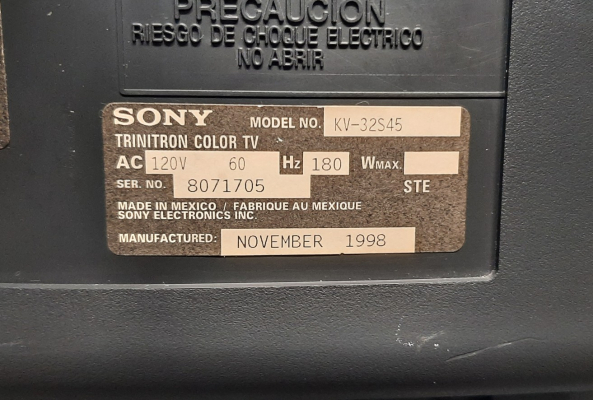 PRECAUCION
RIESGO DE CHOQUE ELECTRICO
NO ABRIR
SONY MODEL NO. KV-32S45
TRINITRON COLOR TV
AC 120V 60 Hz 180 WMAX.
SER. NO. 8071705 STE
MADE IN MEXICO / FABRIQUE AU MEXIQUE
SONY ELECTRONICS INC.
MANUFACTURED: NOVEMBER 1998